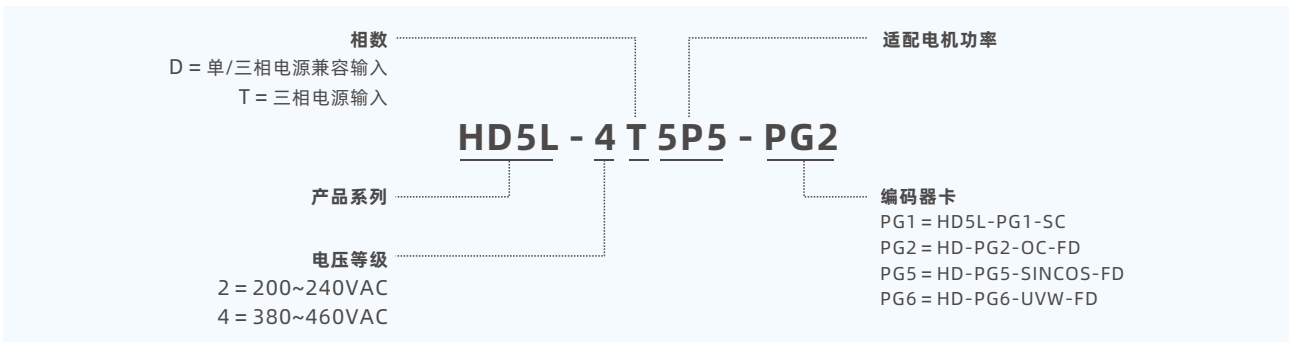 相数
D = 单/三相电源兼容输入
T = 三相电源输入
适配电机功率
HD5L - 4 T 5P5 - PG2
产品系列
电压等级
2 = 200~240VAC
4 = 380~460VAC
编码器卡
PG1 = HD5L-PG1-SC
PG2 = HD-PG2-OC-FD
PG5 = HD-PG5-SINCOS-FD
PG6 = HD-PG6-UVW-FD